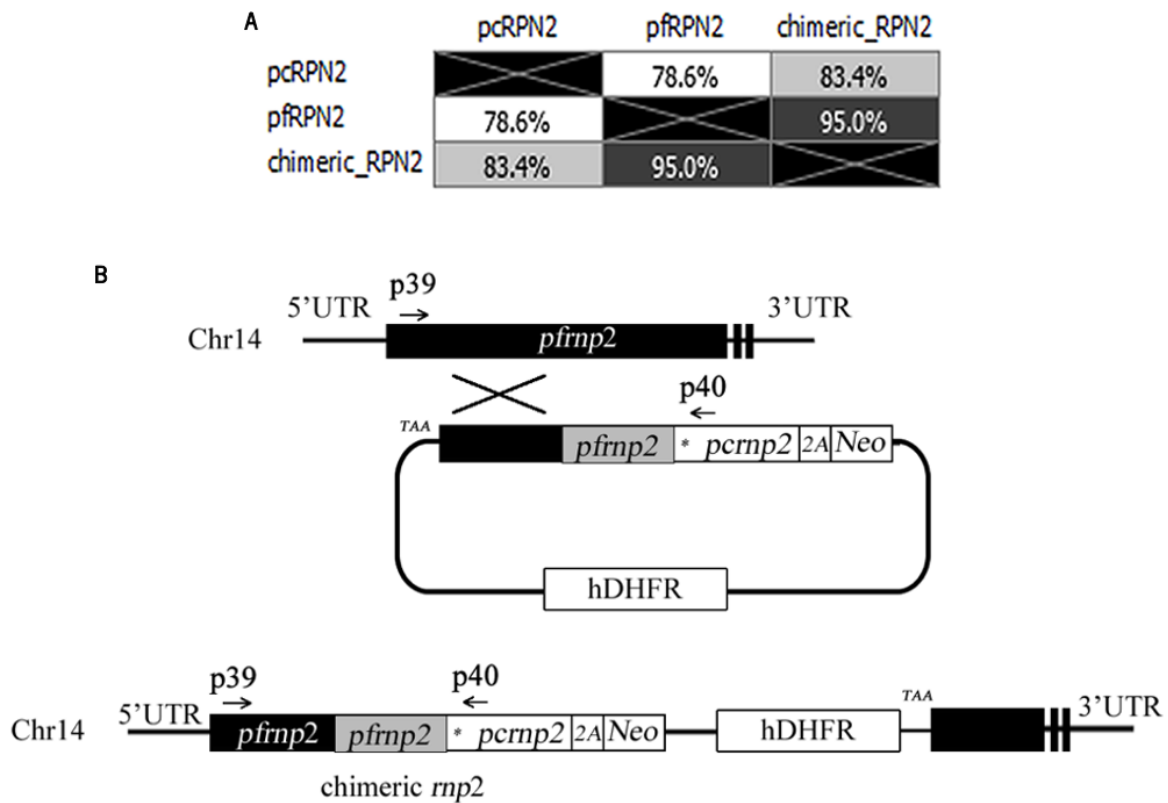 A
pcRPN2 pfRPN2 chimeric_RPN2
pcRPN2 78.6% 83.4%
pfRPN2 78.6% 95.0%
chimeric_RPN2 83.4% 95.0%
B
p39
5'UTR 3'UTR
Chr14 pfrnp2
p40
TAA
pfrnp2 * pcrnp2 2A Neo
hDHFR
p39 p40 TAA
5'UTR 3'UTR
Chr14 pfrnp2 pfrnp2 * pcrnp2 2A Neo hDHFR
chimeric rnp2